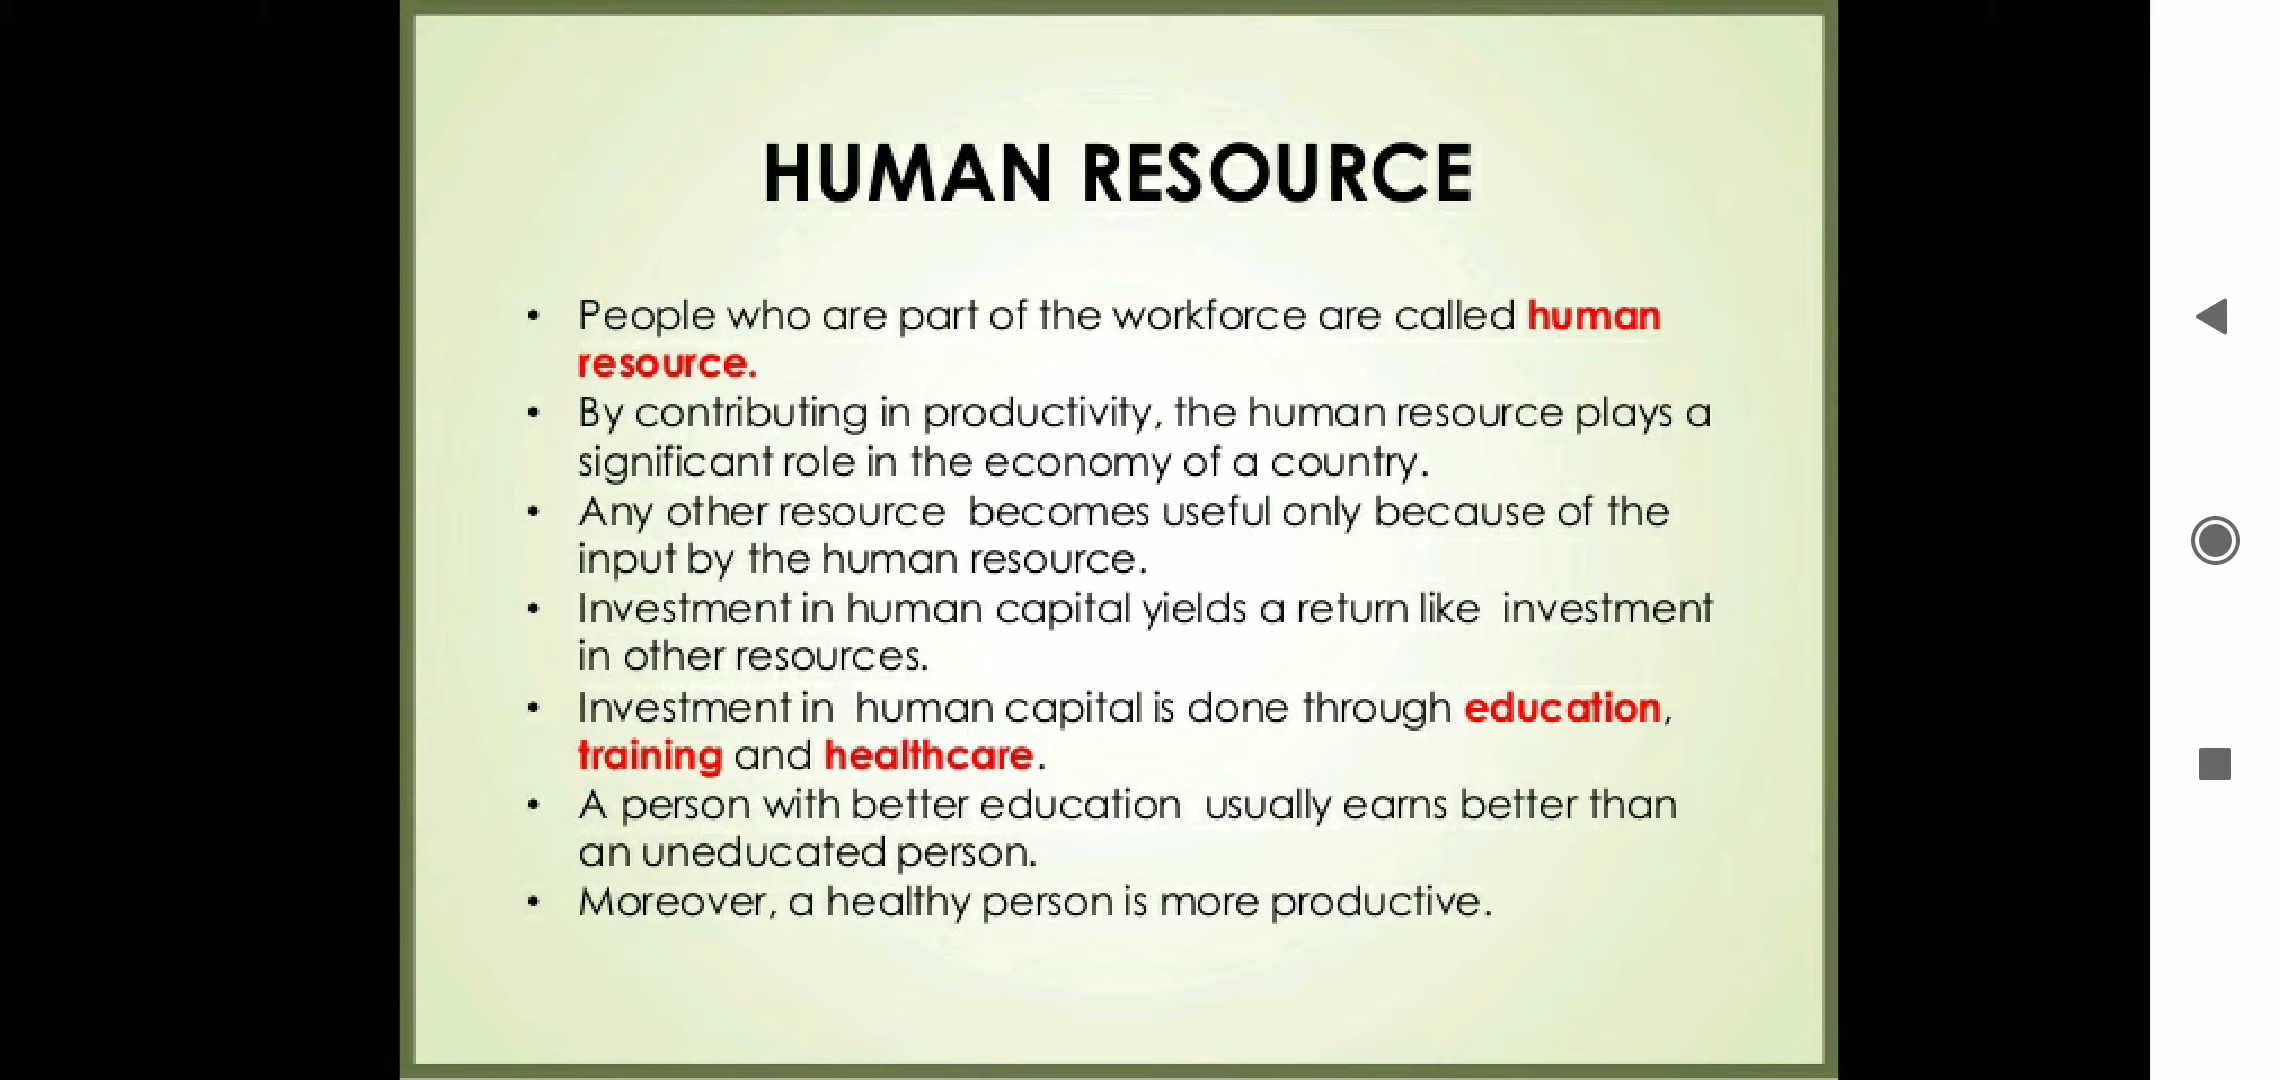 HUMAN RESOURCE
• People who are part of the workforce are called human
resource.
• By contributing in productivity, the human resource plays a
significant role in the economy of a country.
• Any other resource becomes useful only because of the
input by the human resource.
• Investment in human capital yields a return like investment
in other resources.
• Investment in human capital is done through education,
training and healthcare.
• A person with better education usually earns better than
an uneducated person.
• Moreover, a healthy person is more productive.